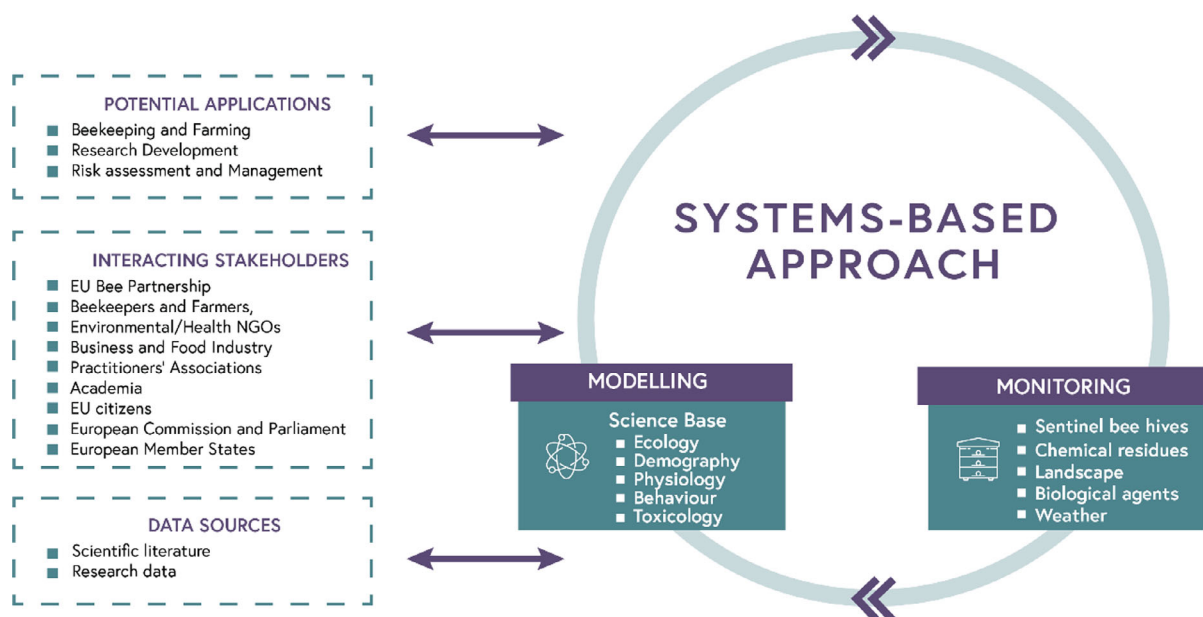 POTENTIAL APPLICATIONS
Beekeeping and Farming
Research Development
Risk assessment and Management
INTERACTING STAKEHOLDERS
EU Bee Partnership
Beekeepers and Farmers,
Environmental/Health NGOs
Business and Food Industry
Practitioners' Associations
Academia
EU citizens
European Commission and Parliament
European Member States
DATA SOURCES
Scientific literature
Research data
SYSTEMS-BASED
APPROACH
MODELLING
Science Base
Ecology
Demography
Physiology
Behaviour
Toxicology
MONITORING
Sentinel bee hives
Chemical residues
Landscape
Biological agents
Weather